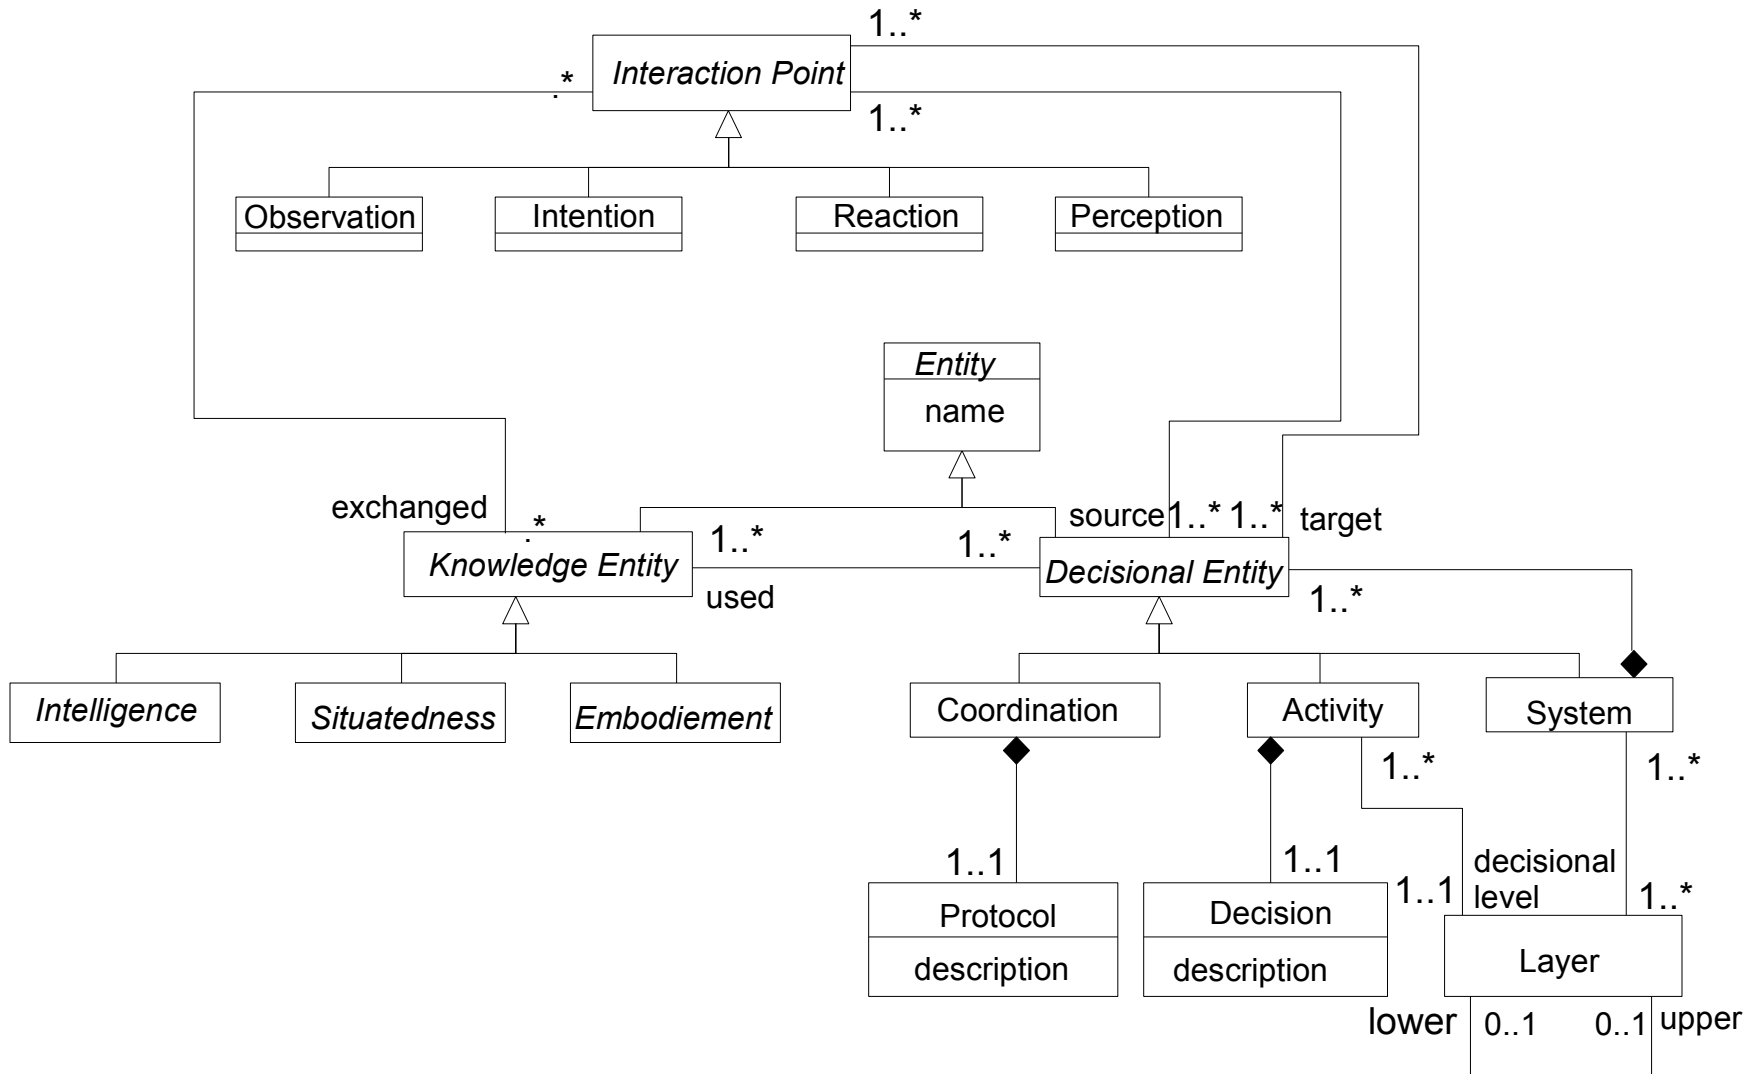 1..*
Interaction Point
.*
1..*
Observation
Intention
Reaction
Perception
Entity
name
exchanged
.*
1..*
1..*
source
1..*
1..*
target
Knowledge Entity
used
Decisional Entity
1..*
Intelligence
Situatedness
Embodiement
Coordination
Activity
System
1..*
1..*
1..1
1..1
decisional
level
1..1
1..*
Protocol
description
Decision
description
Layer
lower
0..1
0..1
upper